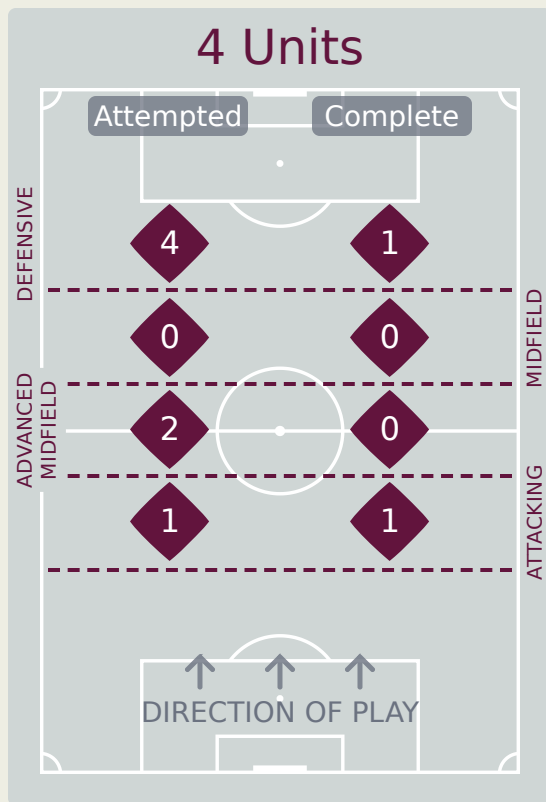 4 Units
Attempted Complete
DEFENSIVE
4 1
MIDFIELD
0 0
ADVANCED
MIDFIELD
2 0
ATTACKING
1 1
DIRECTION OF PLAY